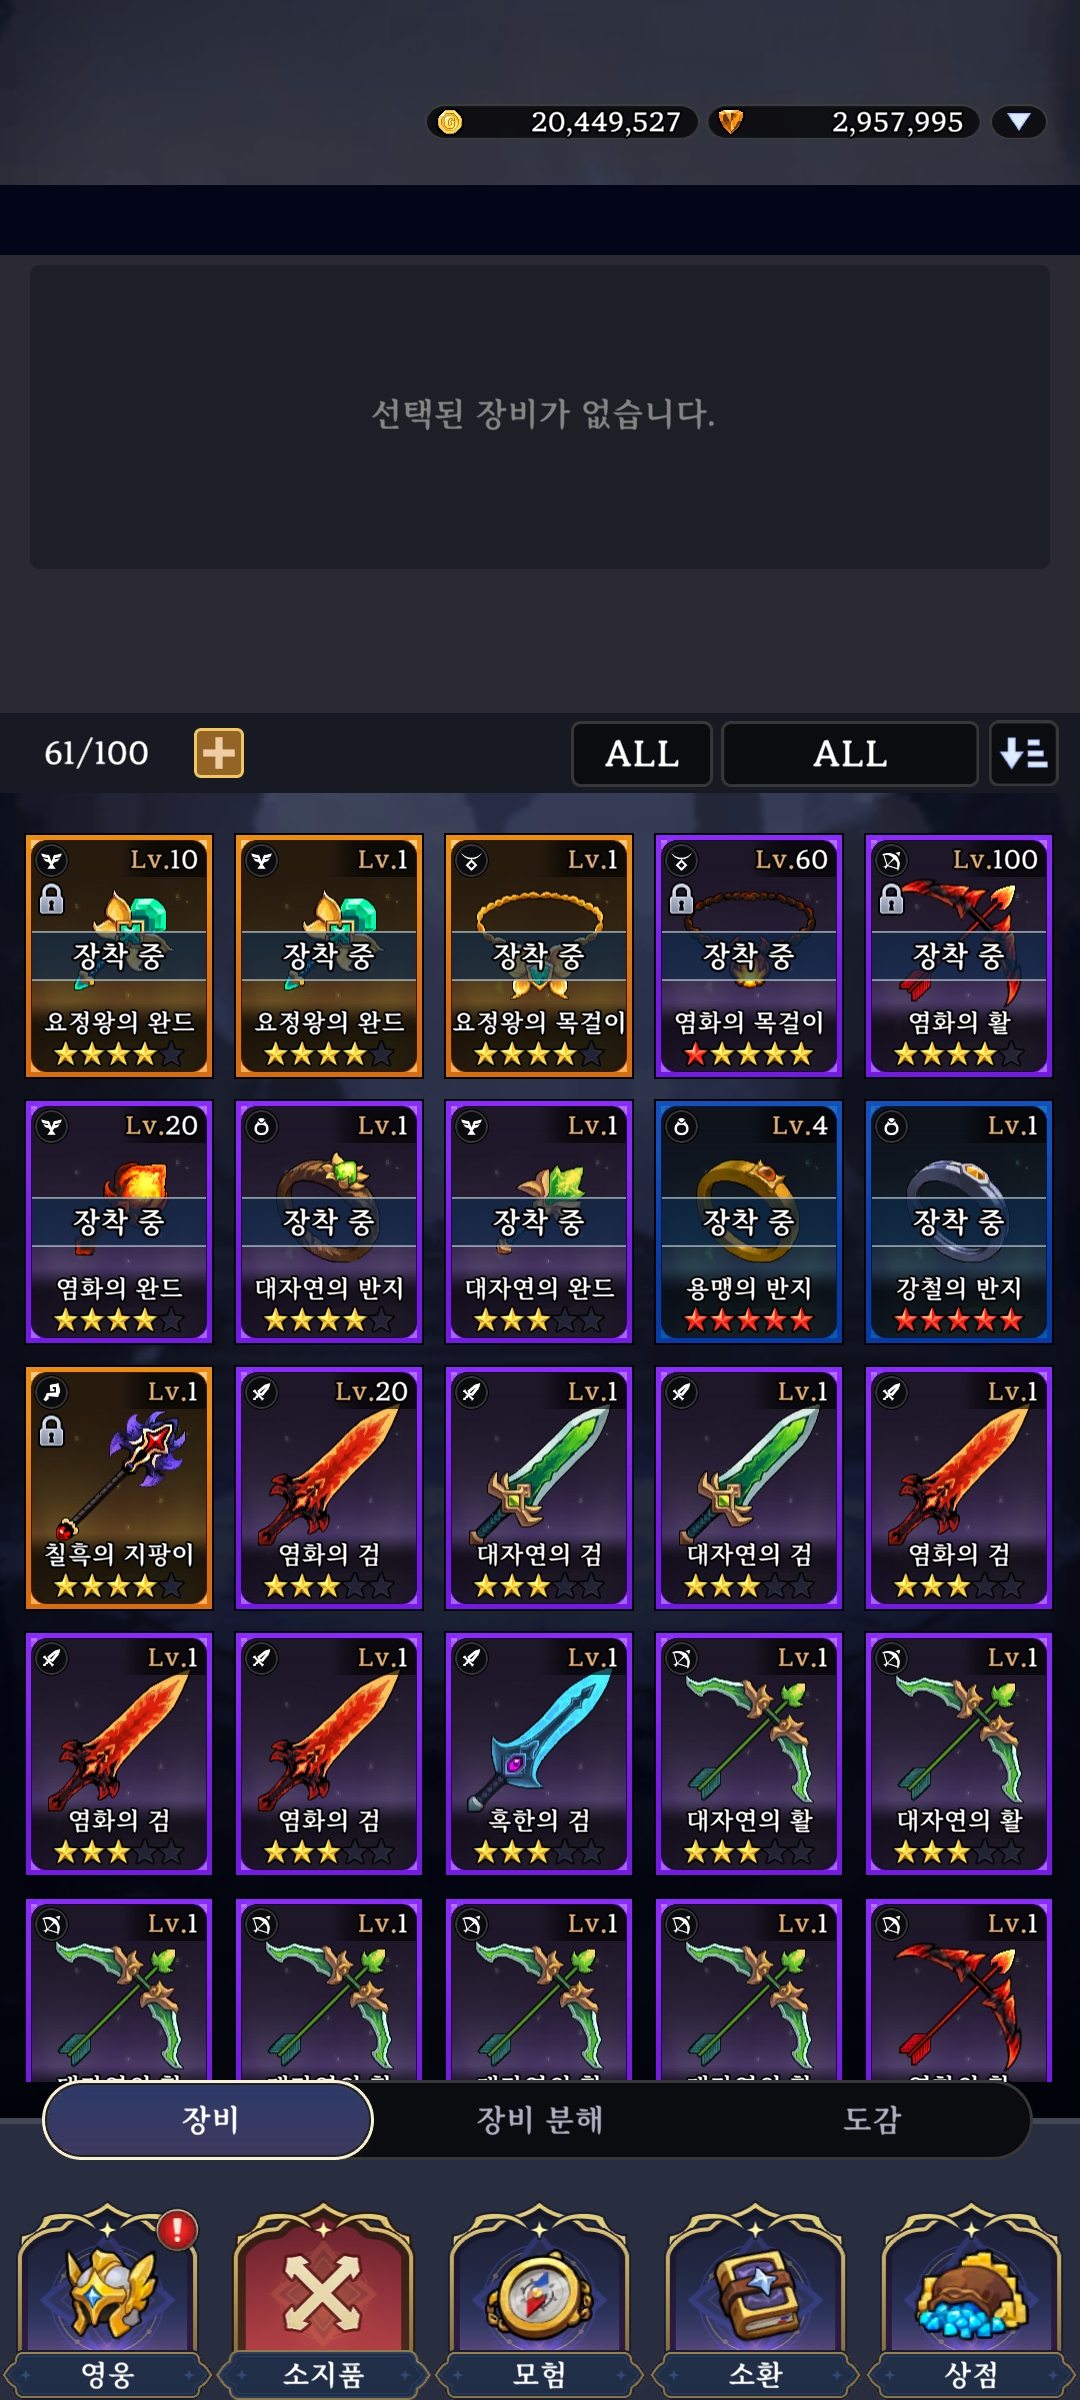 20,449,527 2,957,995
선택된 장비가 없습니다.
61/100 ALL ALL
Lv.10 Lv.1 Lv.1 Lv.60 Lv.100
장착 중 장착 중 장착 중 장착 중 장착 중
요정왕의 완드 요정왕의 완드 요정왕의 목걸이 염화의 목걸이 염화의 활
Lv.20 Lv.1 Lv.1 Lv.4 Lv.1
장착 중 장착 중 장착 중 장착 중 장착 중
염화의 완드 대자연의 반지 대자연의 완드 용맹의 반지 강철의 반지
Lv.1 Lv.20 Lv.1 Lv.1 Lv.1
칠흑의 지팡이 염화의 검 대자연의 검 대자연의 검 염화의 검
Lv.1 Lv.1 Lv.1 Lv.1 Lv.1
염화의 검 염화의 검 혹한의 검 대자연의 활 대자연의 활
Lv.1 Lv.1 Lv.1 Lv.1 Lv.1
장비 장비 분해 도감
영웅 소지품 모험 소환 상점